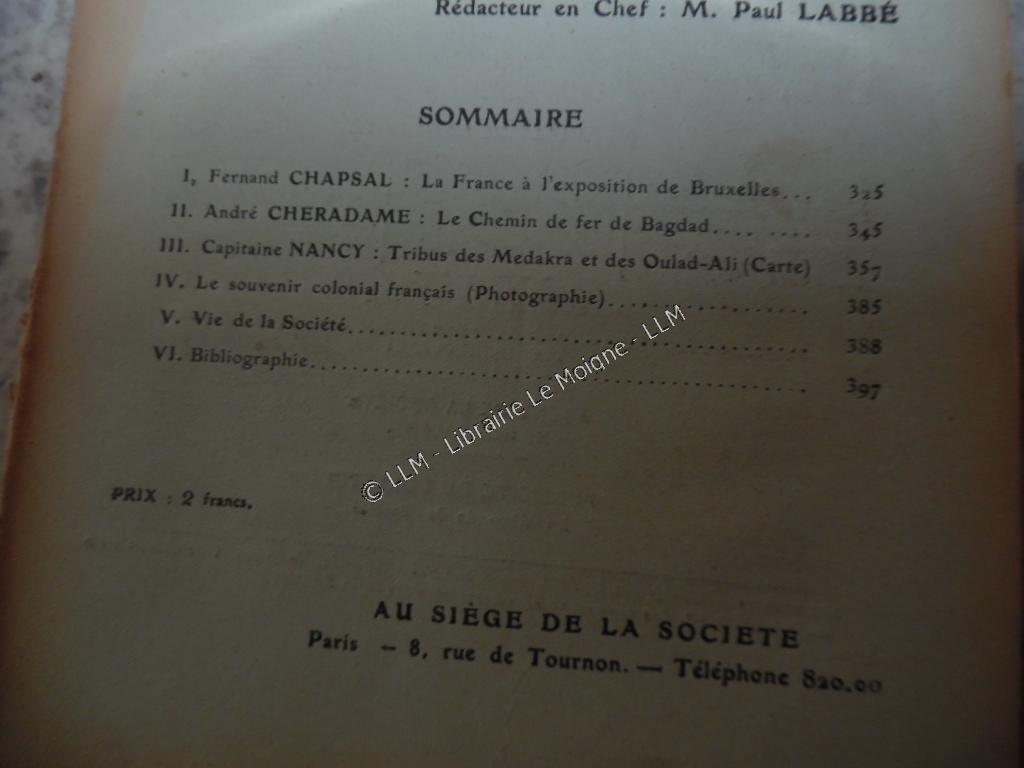 Rédacteur en Chef : M. Paul LABBÉ
SOMMAIRE
I, Fernand CHAPSAL : La France à l'exposition de Bruxelles... 325
II. André CHERADAME : Le Chemin de fer de Bagdad.... .... 345
III. Capitaine NANCY : Tribus des Medakra et des Oulad-Ali (Carte) 357
IV. Le souvenir colonial français (Photographie)................... 385
V. Vie de la Société............................................ 388
VI. Bibliographie............................................... 397
© LLM - Librairie Le Moigne - LLM
PRIX : 2 francs.
AU SIÈGE DE LA SOCIETE
Paris — 8, rue de Tournon. — Téléphone 820.00